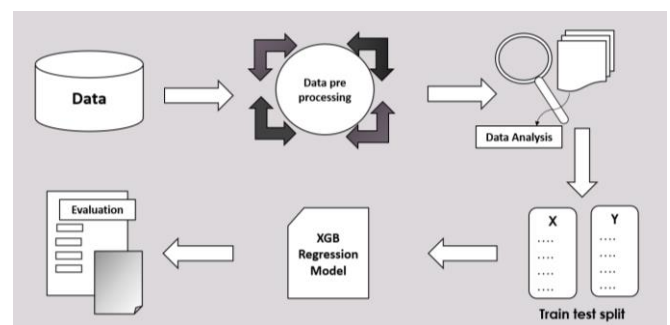 Data
Data pre
processing
Data Analysis
X
Y
....
....
....
....
....
....
....
....
Train test split
XGB
Regression
Model
Evaluation